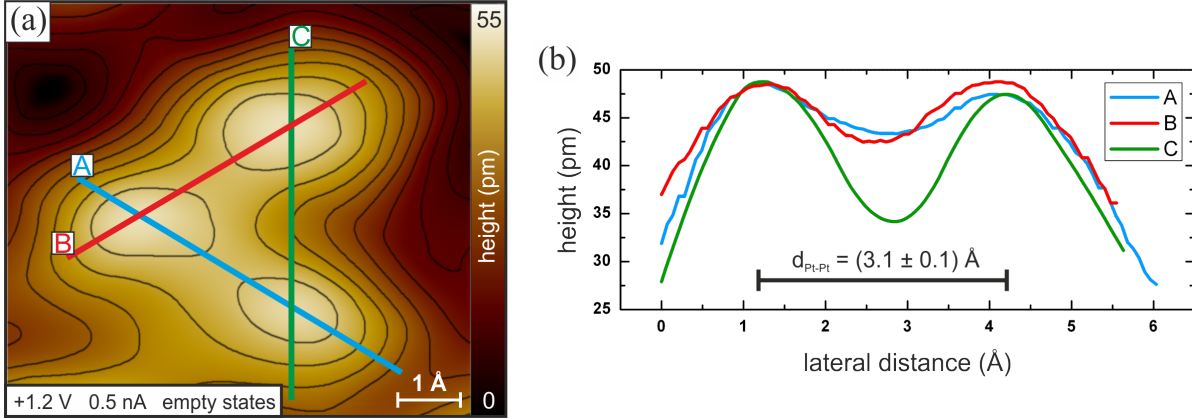 (a)
C
A
B
55
height (pm)
0
1 Å
+1.2 V 0.5 nA empty states
(b)
50
45
40
35
30
25
height (pm)
A
B
C
dPt-Pt = (3.1 ± 0.1) Å
0 1 2 3 4 5 6
lateral distance (Å)